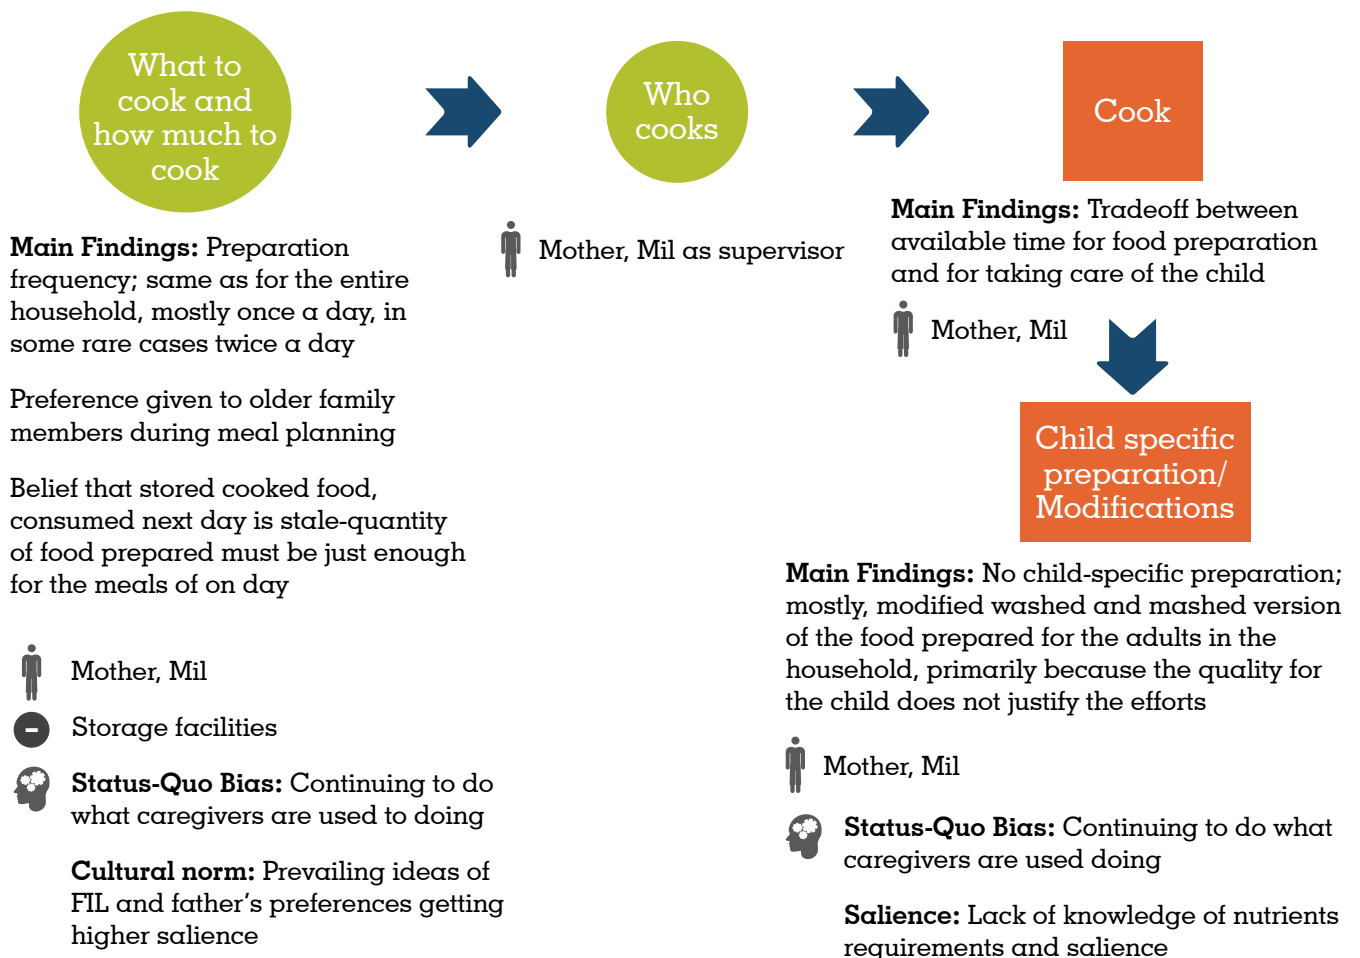 What to
cook and
how much to
cook
Main Findings: Preparation
frequency; same as for the entire
household, mostly once a day, in
some rare cases twice a day
Preference given to older family
members during meal planning
Belief that stored cooked food,
consumed next day is stale-quantity
of food prepared must be just enough
for the meals of on day
Mother, Mil
-
Storage facilities
Status-Quo Bias: Continuing to do
what caregivers are used to doing
Cultural norm: Prevailing ideas of
FIL and father's preferences getting
higher salience
Who
cooks
Mother, Mil as supervisor
Cook
Main Findings: Tradeoff between
available time for food preparation
and for taking care of the child
Mother, Mil
Child specific
preparation/
Modifications
Main Findings: No child-specific preparation;
mostly, modified washed and mashed version
of the food prepared for the adults in the
household, primarily because the quality for
the child does not justify the efforts
Mother, Mil
Status-Quo Bias: Continuing to do what
caregivers are used doing
Salience: Lack of knowledge of nutrients
requirements and salience